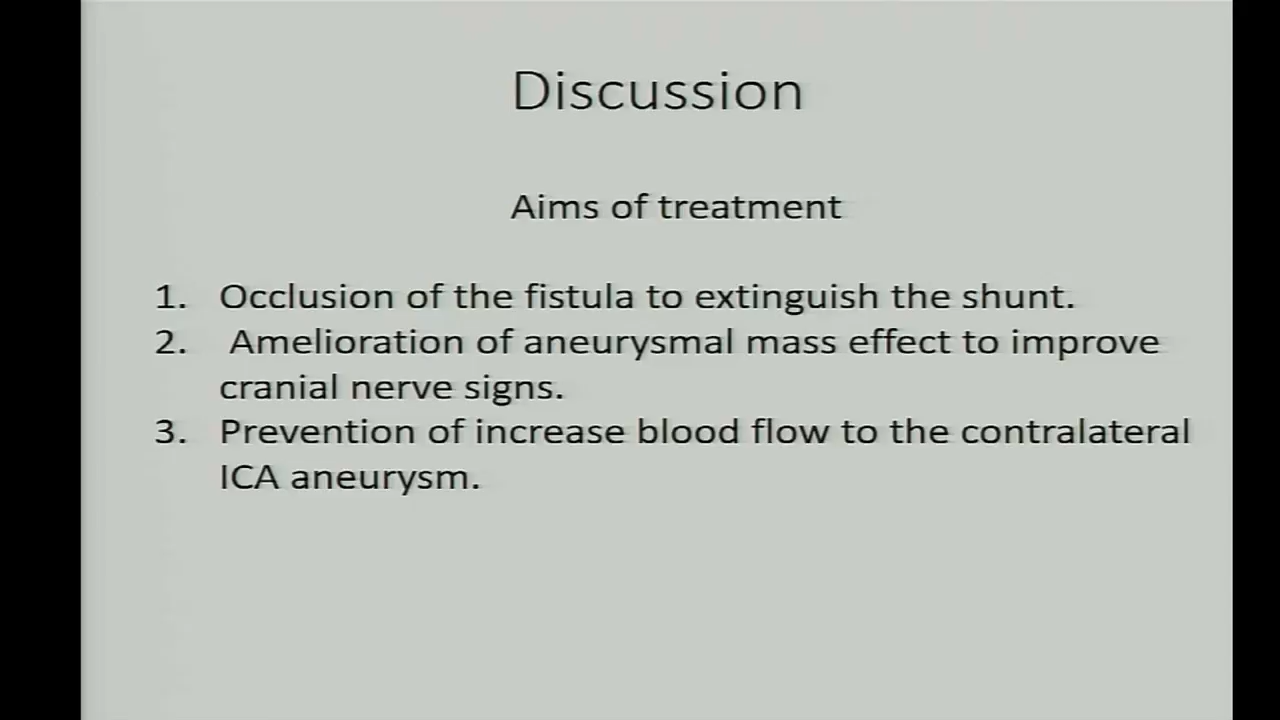 Discussion
Aims of treatment
1. Occlusion of the fistula to extinguish the shunt.
2. Amelioration of aneurysmal mass effect to improve
cranial nerve signs.
3. Prevention of increase blood flow to the contralateral
ICA aneurysm.